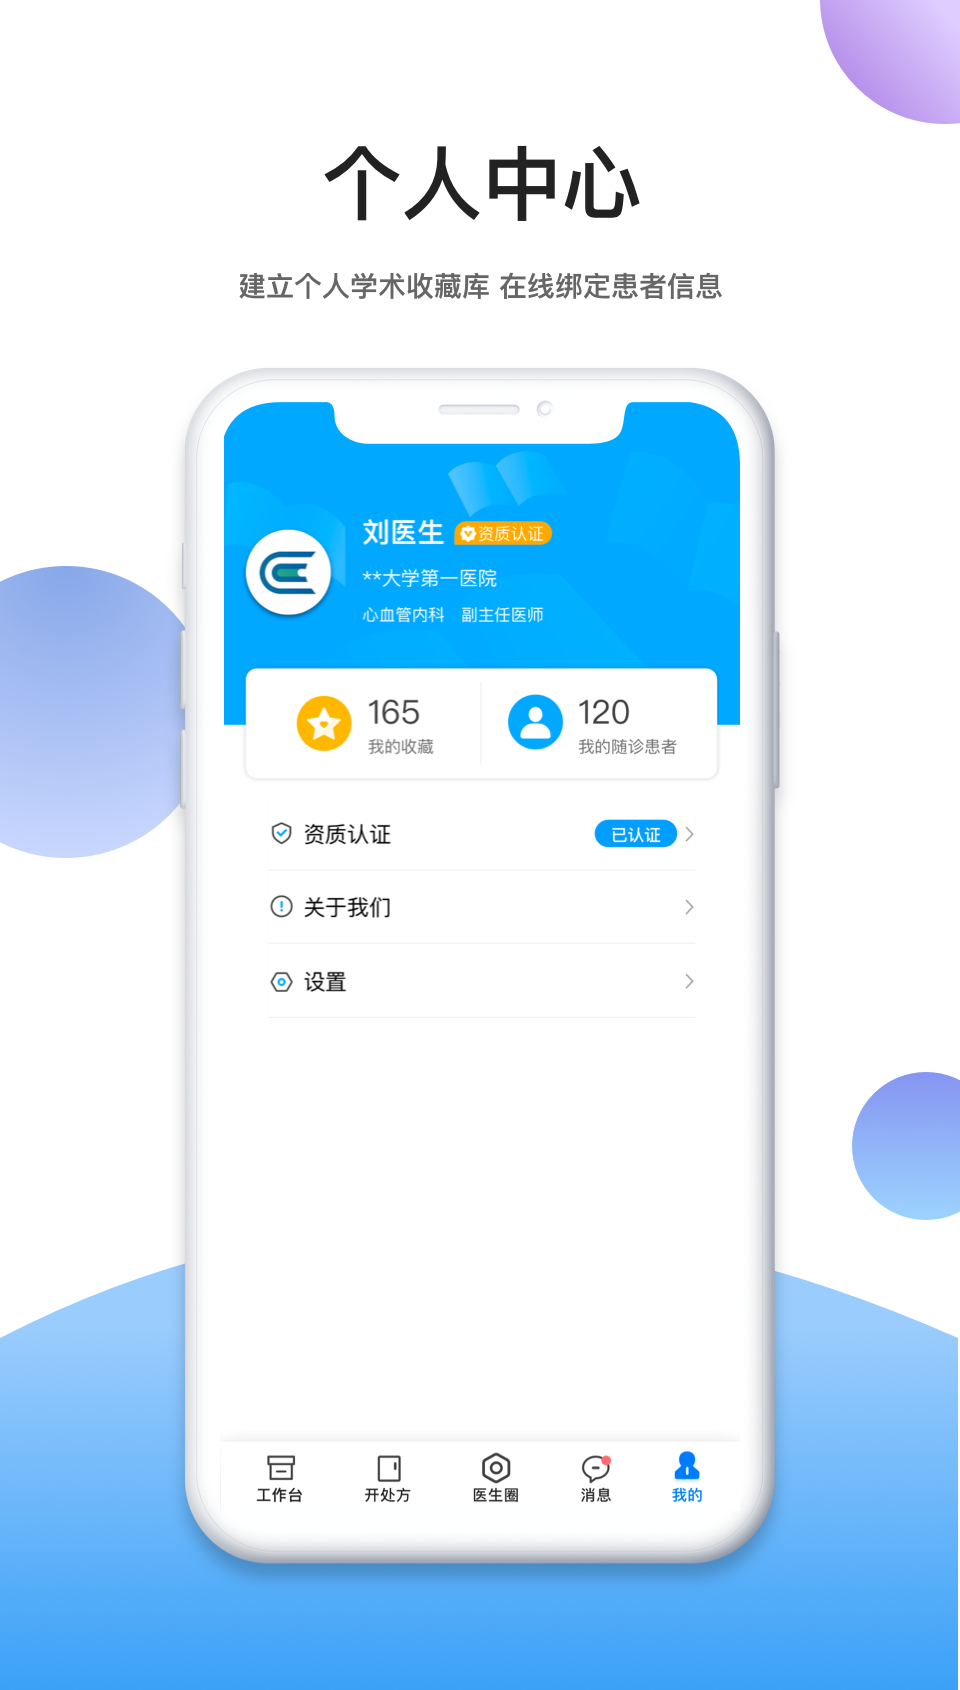 个人中心
建立个人学术收藏库 在线绑定患者信息
刘医生 资质认证
**大学第一医院
心血管内科 副主任医师
165 120
我的收藏 我的随诊患者
资质认证 已认证
关于我们
设置
工作台 开处方 医生圈 消息 我的